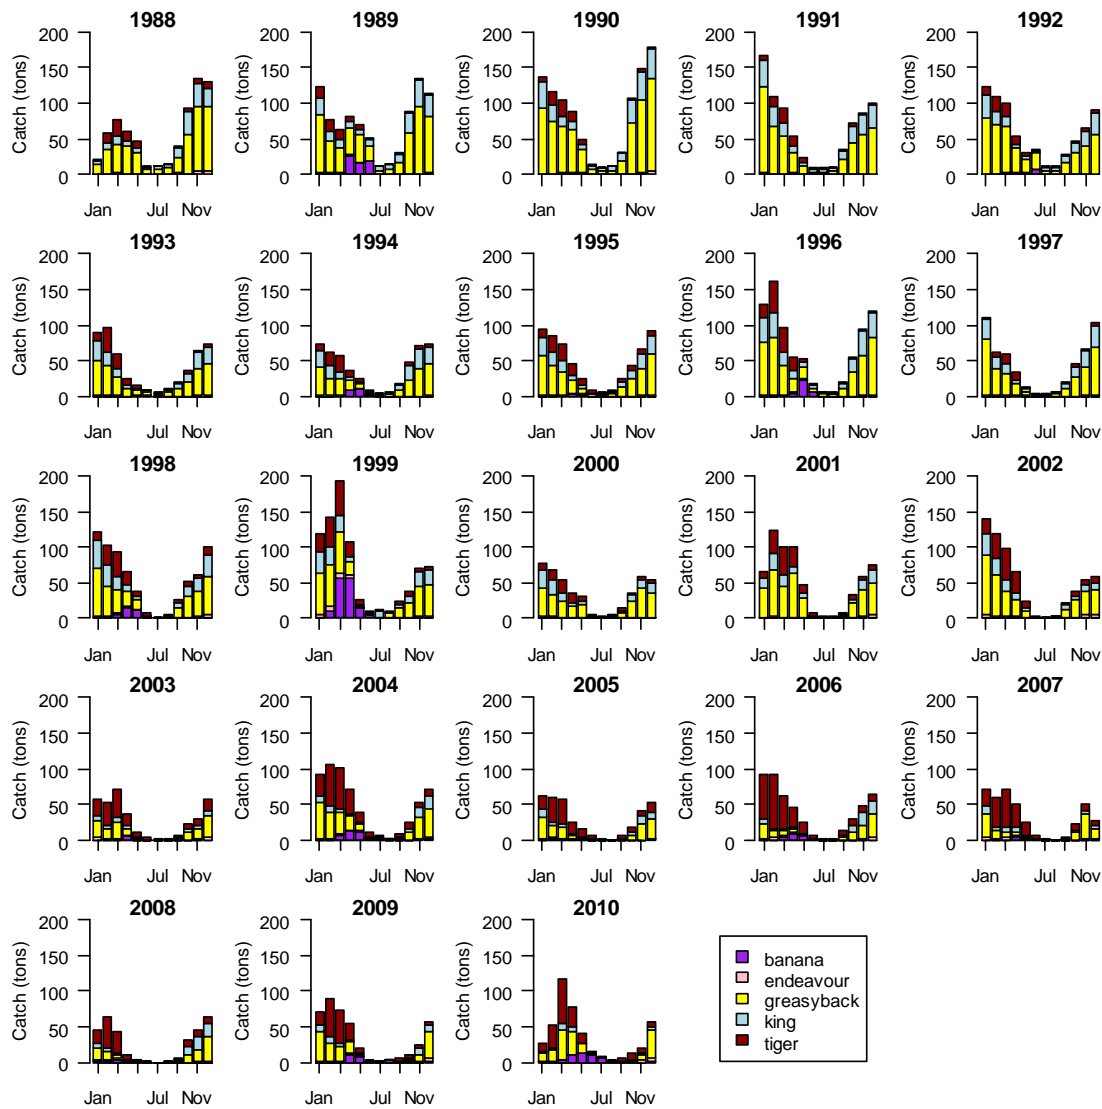 1988 1989 1990 1991 1992
Catch (tons) Catch (tons) Catch (tons) Catch (tons) Catch (tons)
200 200 200 200 200
150 150 150 150 150
100 100 100 100 100
50 50 50 50 50
0 0 0 0 0
Jan Jul Nov Jan Jul Nov Jan Jul Nov Jan Jul Nov Jan Jul Nov
1993 1994 1995 1996 1997
Catch (tons) Catch (tons) Catch (tons) Catch (tons) Catch (tons)
200 200 200 200 200
150 150 150 150 150
100 100 100 100 100
50 50 50 50 50
0 0 0 0 0
Jan Jul Nov Jan Jul Nov Jan Jul Nov Jan Jul Nov Jan Jul Nov
1998 1999 2000 2001 2002
Catch (tons) Catch (tons) Catch (tons) Catch (tons) Catch (tons)
200 200 200 200 200
150 150 150 150 150
100 100 100 100 100
50 50 50 50 50
0 0 0 0 0
Jan Jul Nov Jan Jul Nov Jan Jul Nov Jan Jul Nov Jan Jul Nov
2003 2004 2005 2006 2007
Catch (tons) Catch (tons) Catch (tons) Catch (tons) Catch (tons)
200 200 200 200 200
150 150 150 150 150
100 100 100 100 100
50 50 50 50 50
0 0 0 0 0
Jan Jul Nov Jan Jul Nov Jan Jul Nov Jan Jul Nov Jan Jul Nov
2008 2009 2010
Catch (tons) Catch (tons) Catch (tons)
200 200 200
150 150 150
100 100 100
50 50 50
0 0 0
Jan Jul Nov Jan Jul Nov Jan Jul Nov
banana
endeavour
greasyback
king
tiger